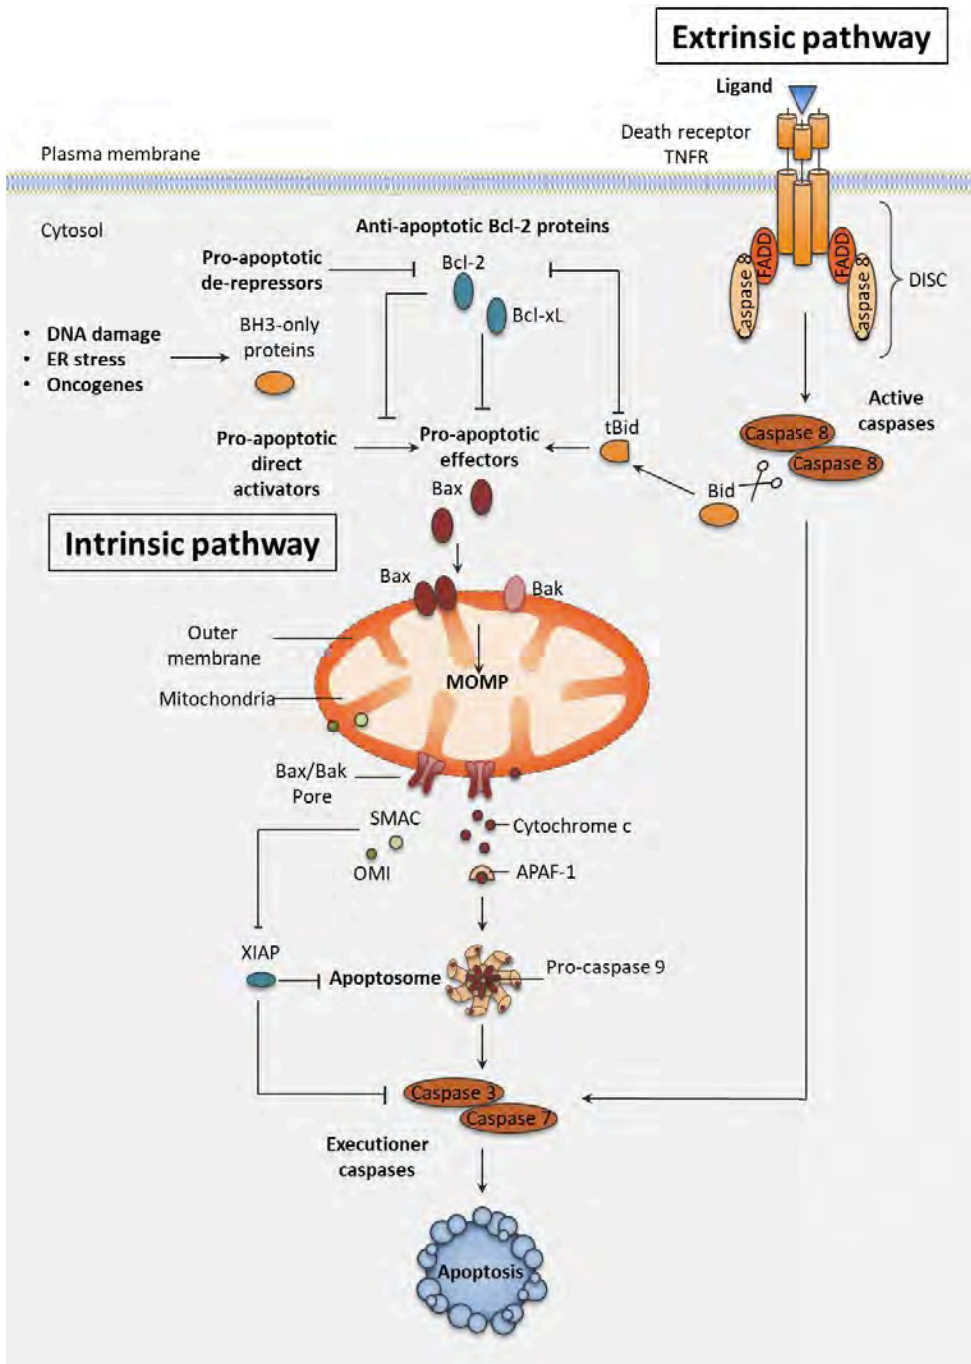 Extrinsic pathway
Ligand
Death receptor
TNFR
Plasma membrane
Cytosol
Anti-apoptotic Bcl-2 proteins
Pro-apoptotic
de-repressors
Bcl-2
Bcl-xL
FADD
FADD
Caspase 8
Caspase 8
DISC
• DNA damage
• ER stress
• Oncogenes
BH3-only
proteins
Active
caspases
Caspase 8
Caspase 8
Pro-apoptotic
direct
activators
Pro-apoptotic
effectors
tBid
Bid
Bax
Intrinsic pathway
Bax
Bak
Outer
membrane
MOMP
Mitochondria
Bax/Bak
Pore
SMAC
OMI
Cytochrome c
APAF-1
XIAP
Apoptosome
Pro-caspase 9
Caspase 3
Caspase 7
Executioner
caspases
Apoptosis